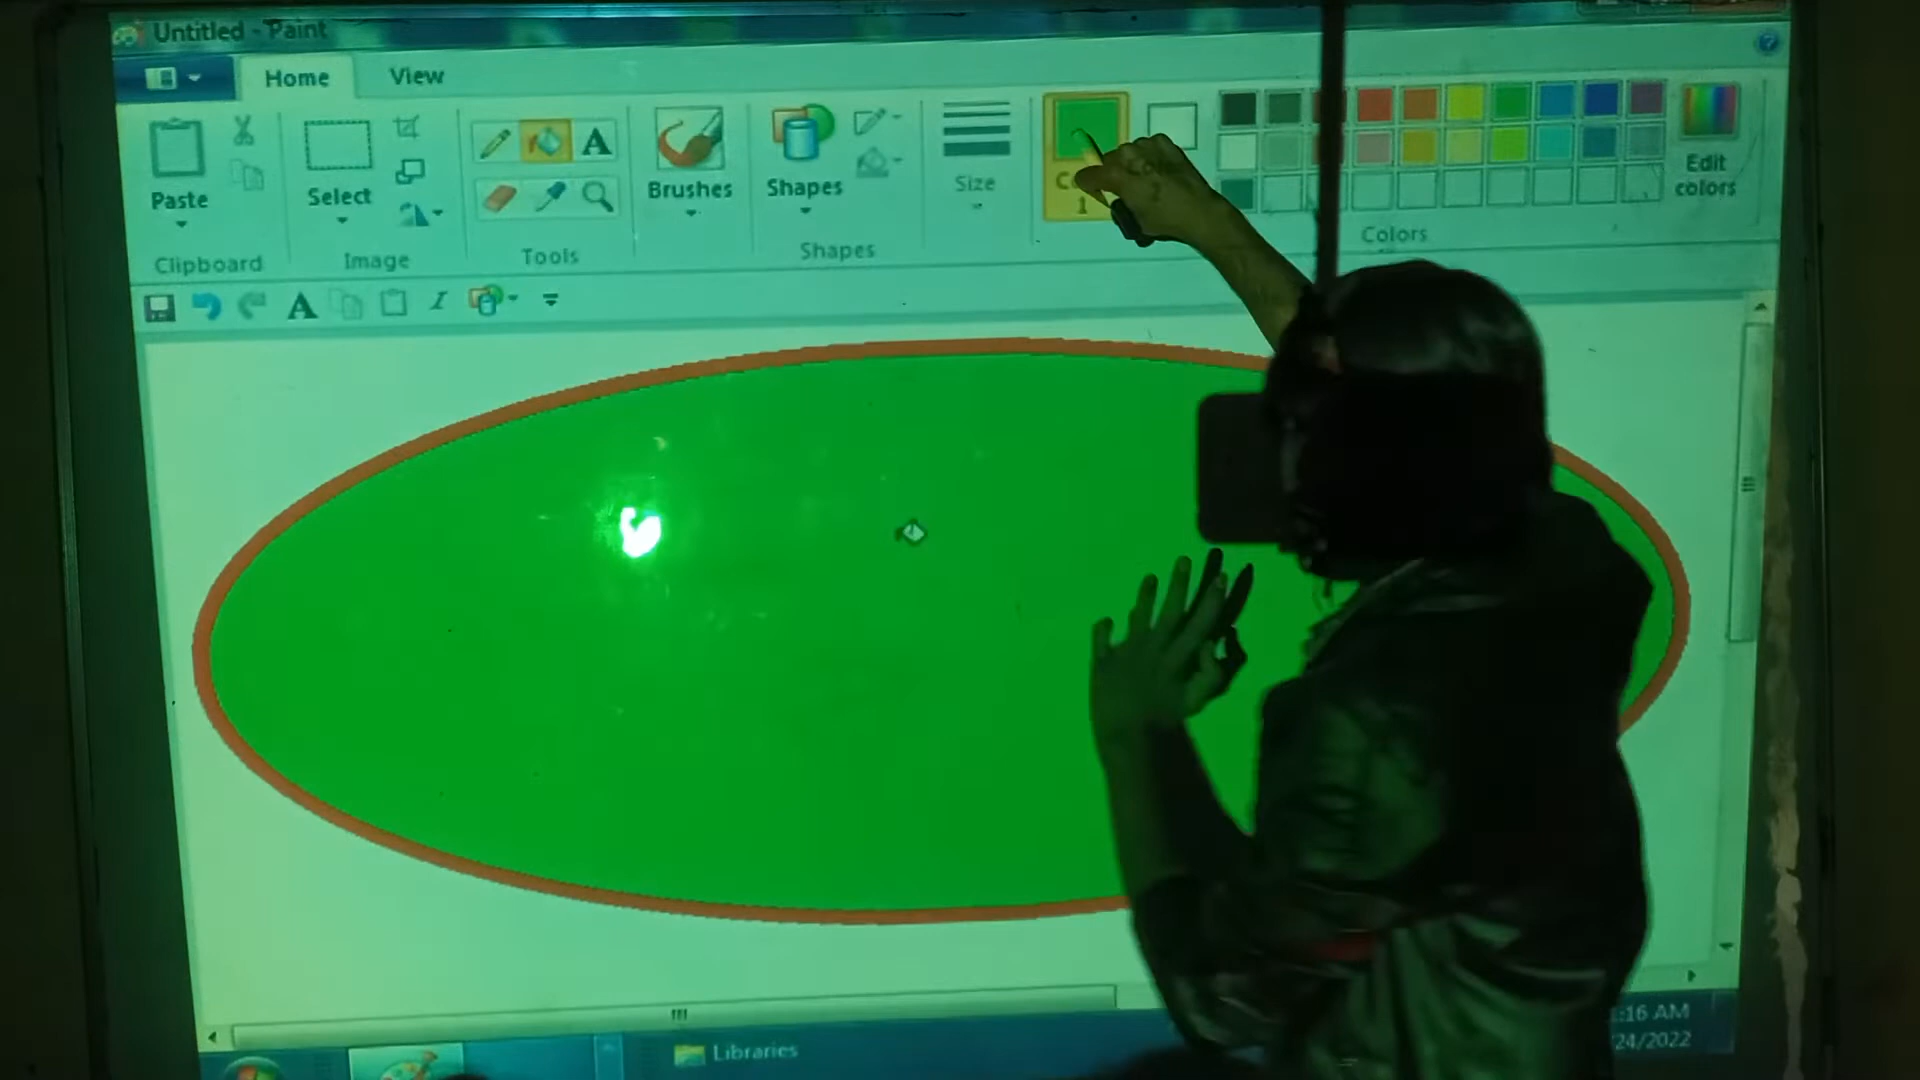 Untitled - Paint
Home View
Paste
Select
A
Brushes
Shapes
Size
1
Edit
colors
Clipboard
Image
Tools
Shapes
Colors
A I
:16 AM
Libraries
/24/2022